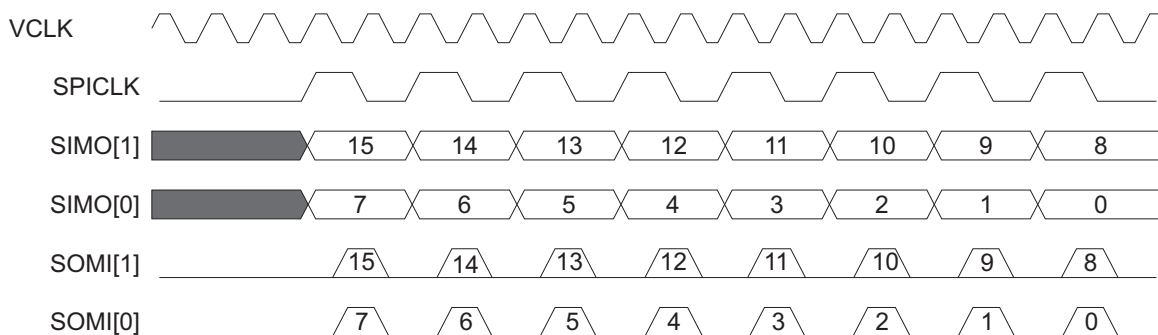 VCLK
SPICLK
SIMO[1] 15 14 13 12 11 10 9 8
SIMO[0] 7 6 5 4 3 2 1 0
SOMI[1] 15 14 13 12 11 10 9 8
SOMI[0] 7 6 5 4 3 2 1 0